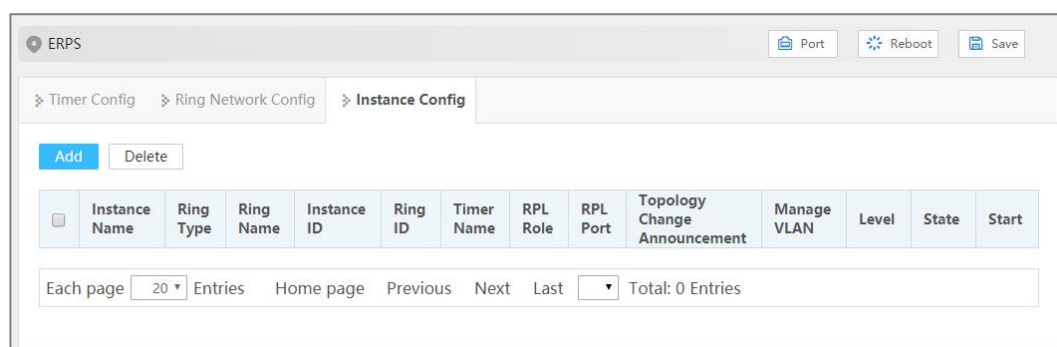 ERPS Port Reboot Save
Timer Config Ring Network Config Instance Config
Add Delete
Instance Name Ring Type Ring Name Instance ID Ring ID Timer Name RPL Role RPL Port Topology Change Announcement Manage VLAN Level State Start
Each page 20 Entries Home page Previous Next Last Total: 0 Entries